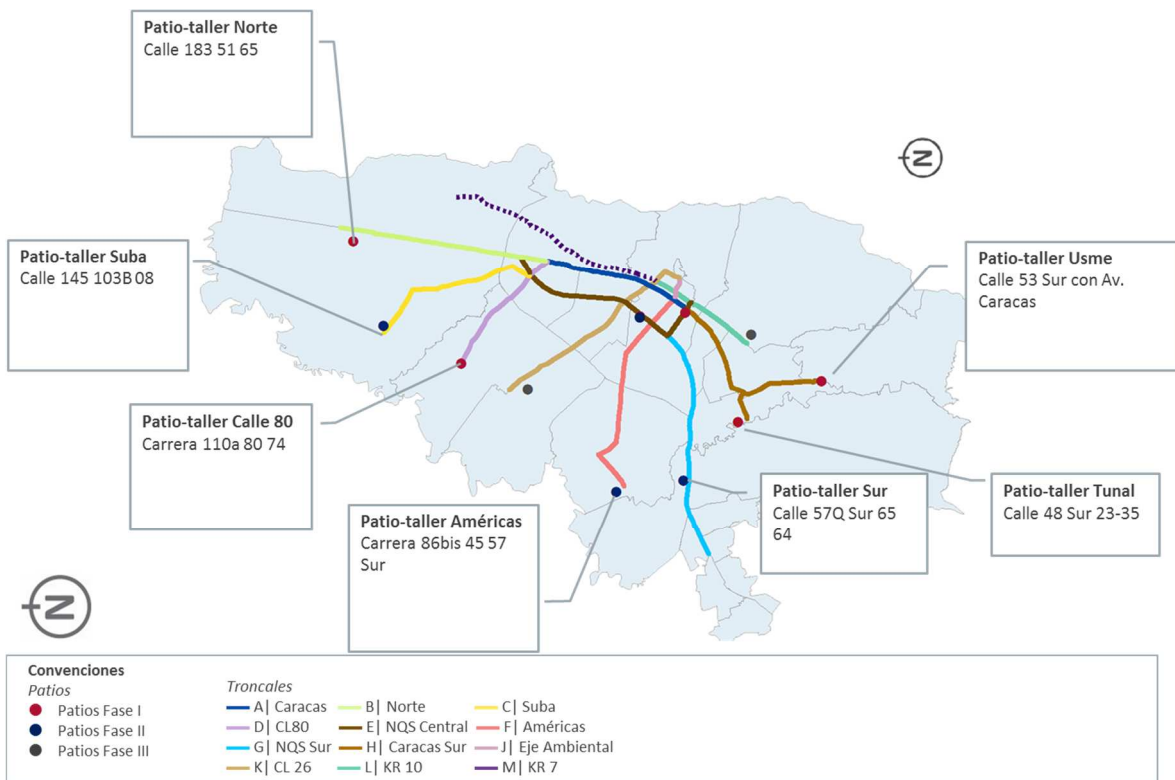 Patio-taller Norte
Calle 183 51 65
Patio-taller Suba
Calle 145 103B 08
Patio-taller Usme
Calle 53 Sur con Av.
Caracas
Patio-taller Calle 80
Carrera 110a 80 74
Patio-taller Américas
Carrera 86bis 45 57
Sur
Patio-taller Sur
Calle 57Q Sur 65
64
Patio-taller Tunal
Calle 48 Sur 23-35
N
N
Convenciones
Patios
Patios Fase I
Patios Fase II
Patios Fase III
Troncales
A| Caracas
B| Norte
C| Suba
D| CL80
E| NQS Central
F| Américas
G| NQS Sur
H| Caracas Sur
J| Eje Ambiental
K| CL 26
L| KR 10
M| KR 7